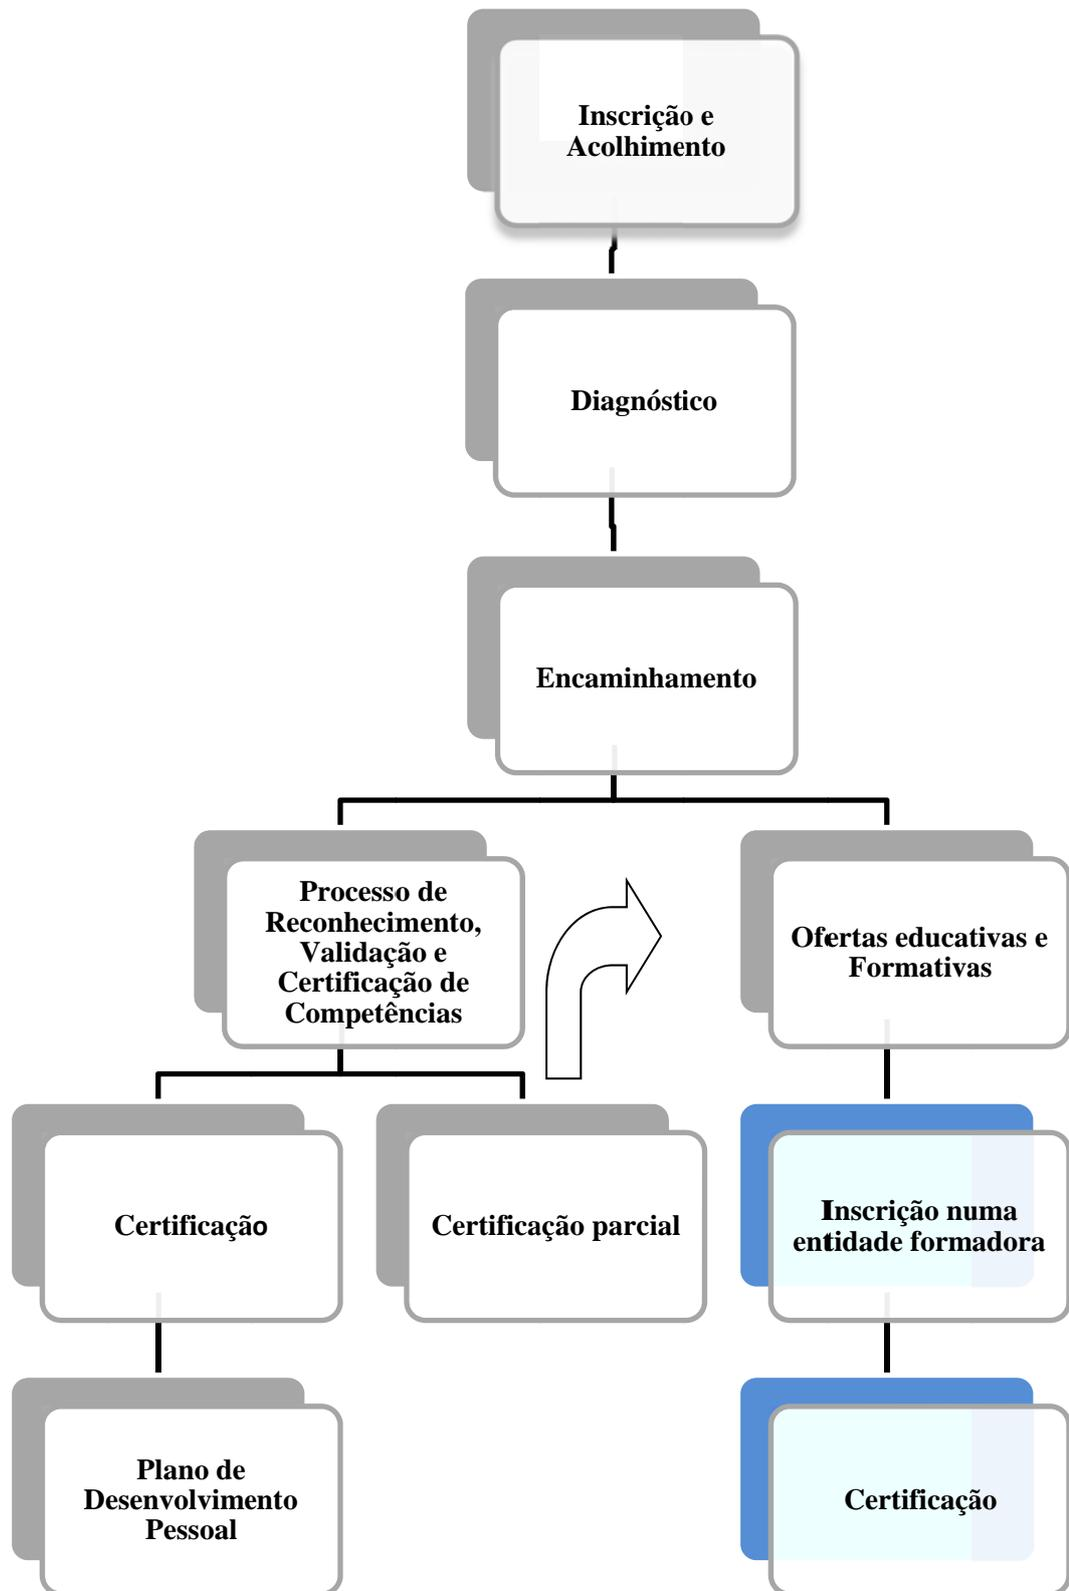 Inscrição e
Acolhimento
Diagnóstico
Encaminhamento
Processo de
Reconhecimento,
Validação e
Certificação de
Competências
Ofertas educativas e
Formativas
Certificação
Certificação parcial
Inscrição numa
entidade formadora
Plano de
Desenvolvimento
Pessoal
Certificação